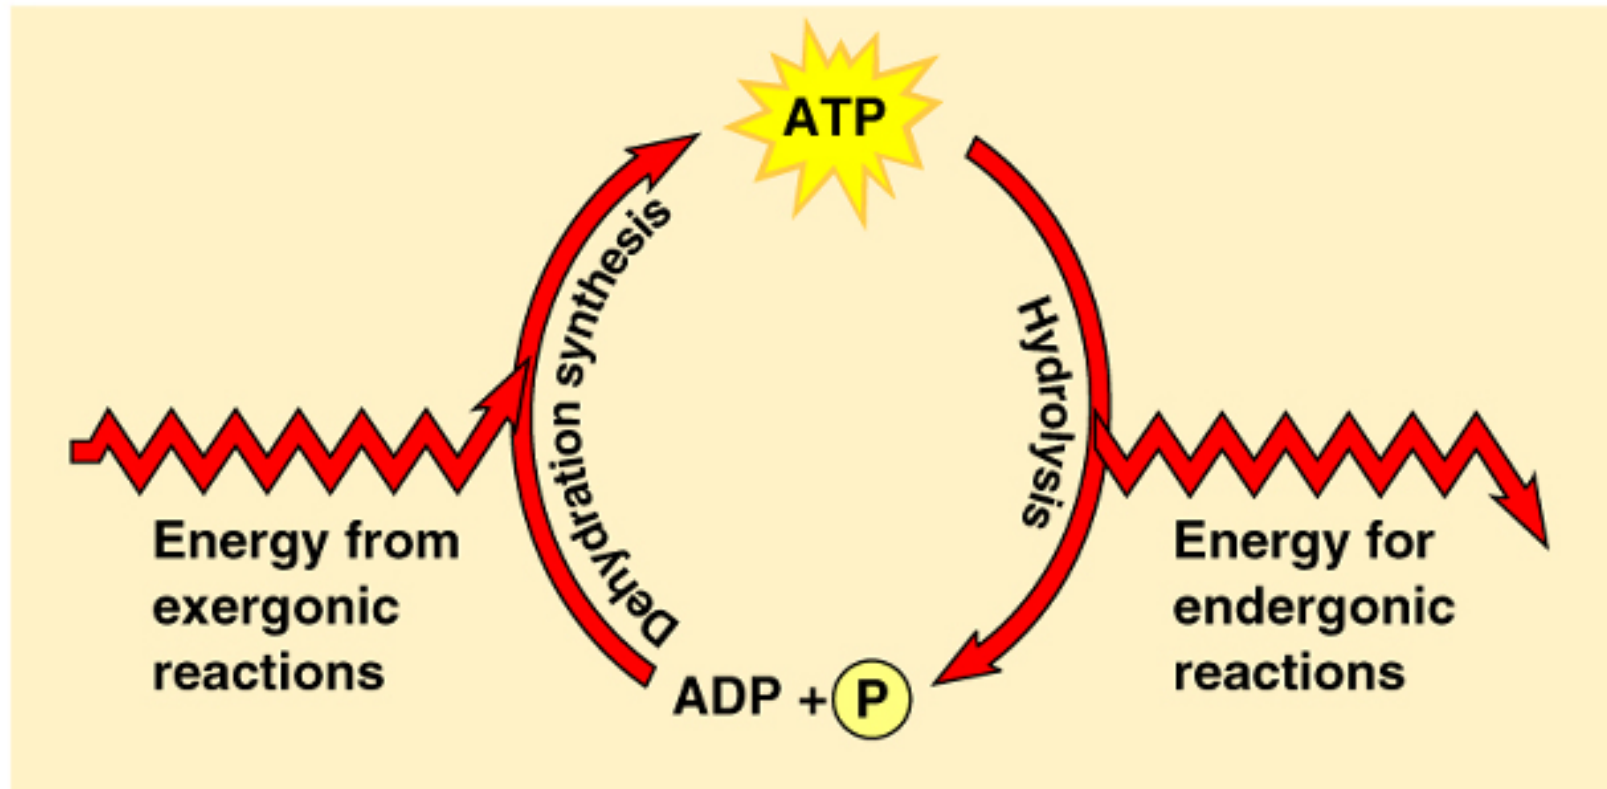 ATP
Dehydration synthesis
Hydrolysis
Energy from
exergonic
reactions
Energy for
endergonic
reactions
ADP + P